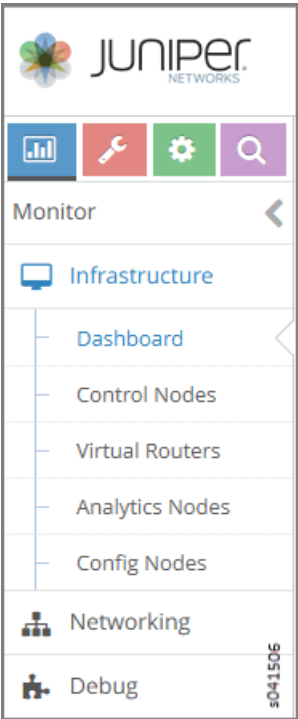 JUNIPER
NETWORKS
Monitor
Infrastructure
Dashboard
Control Nodes
Virtual Routers
Analytics Nodes
Config Nodes
Networking
Debug
s041506